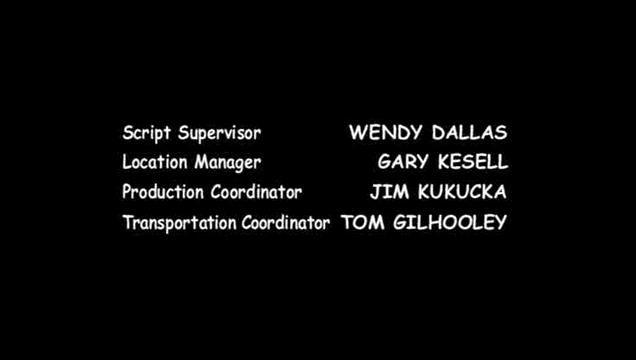 Script Supervisor WENDY DALLAS
Location Manager GARY KESELL
Production Coordinator JIM KUKUCKA
Transportation Coordinator TOM GILHOOLEY